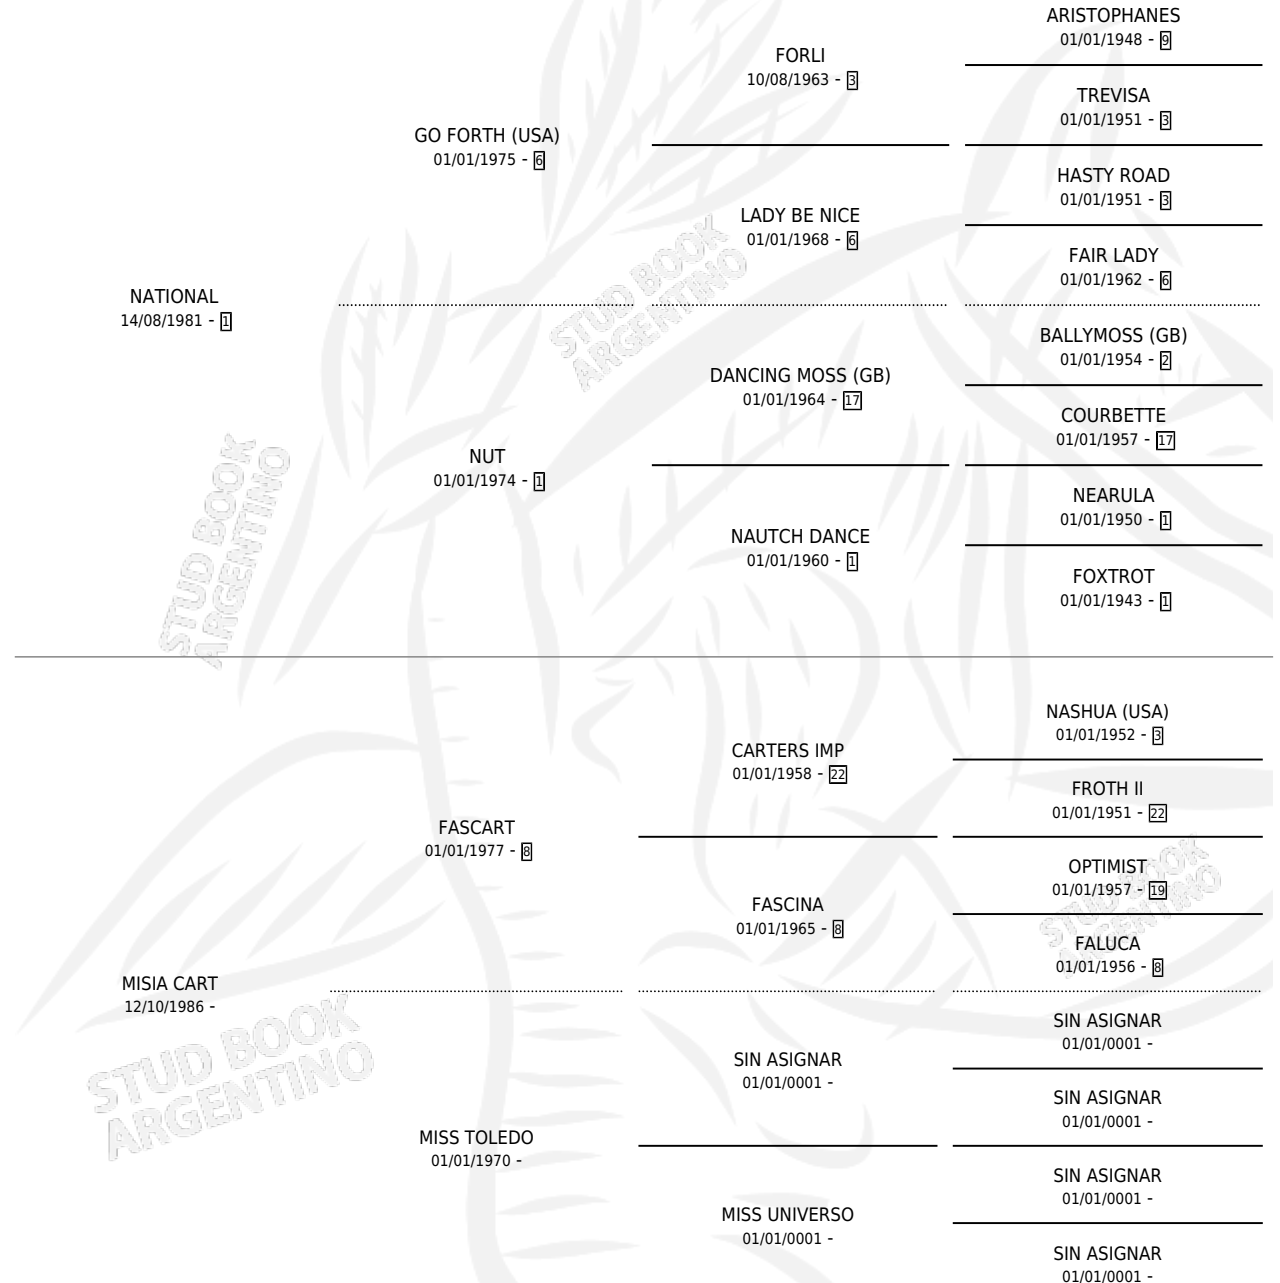 ARISTOPHANES
01/01/1948 - 9
FORLI
10/08/1963 - 3
TREVISA
01/01/1951 - 3
GO FORTH (USA)
01/01/1975 - 6
HASTY ROAD
01/01/1951 - 3
LADY BE NICE
01/01/1968 - 6
FAIR LADY
01/01/1962 - 6
NATIONAL
14/08/1981 - 1
STUD BOOK
ARGENTINO
BALLYMOSS (GB)
01/01/1954 - 2
DANCING MOSS (GB)
01/01/1964 - 17
COURBETTE
01/01/1957 - 17
NUT
01/01/1974 - 1
NEARULA
01/01/1950 - 1
NAUTCH DANCE
01/01/1960 - 1
FOXTROT
01/01/1943 - 1
STUD BOOK
ARGENTINO
NASHUA (USA)
01/01/1952 - 3
CARTERS IMP
01/01/1958 - 22
FROTH II
01/01/1951 - 22
FASCART
01/01/1977 - 8
OPTIMIST
01/01/1957 - 19
FASCINA
01/01/1965 - 8
STUD BOOK
ARGENTINO
FALUCA
01/01/1956 - 8
MISIA CART
12/10/1986 -
STUD BOOK
ARGENTINO
SIN ASIGNAR
01/01/0001 -
SIN ASIGNAR
01/01/0001 -
SIN ASIGNAR
01/01/0001 -
MISS TOLEDO
01/01/1970 -
SIN ASIGNAR
01/01/0001 -
MISS UNIVERSO
01/01/0001 -
SIN ASIGNAR
01/01/0001 -